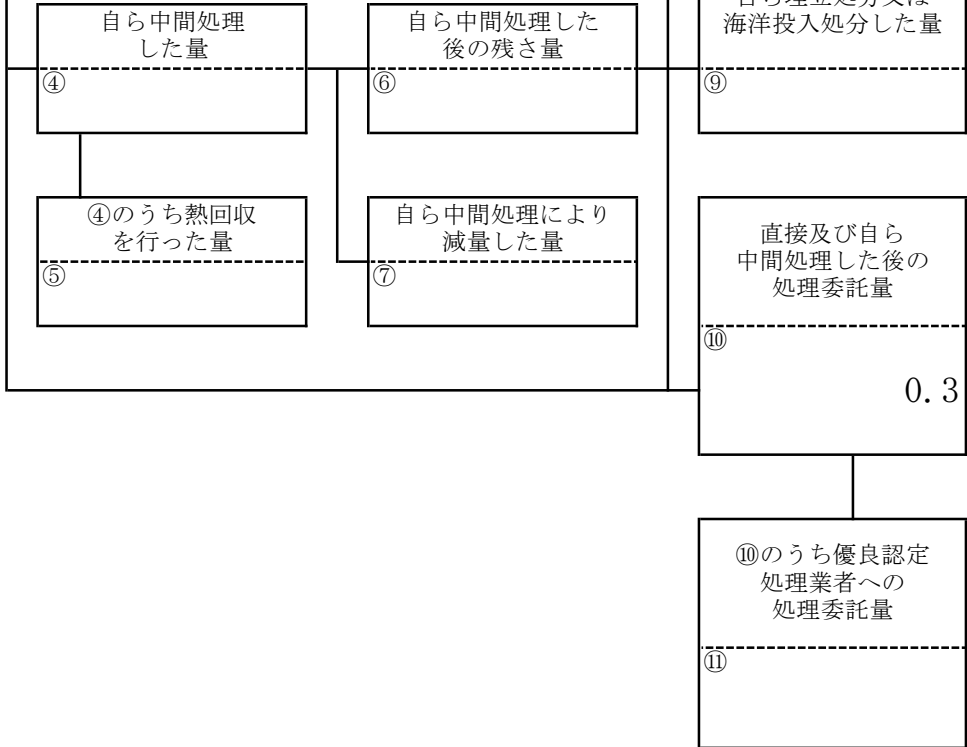 自ら中間処理
した量
④
自ら中間処理した
後の残さ量
⑥
海洋投入処分した量
⑨
④のうち熱回収
を行った量
⑤
自ら中間処理により
減量した量
⑦
直接及び自ら
中間処理した後の
処理委託量
⑩
0.3
⑩のうち優良認定
処理業者への
処理委託量
⑪